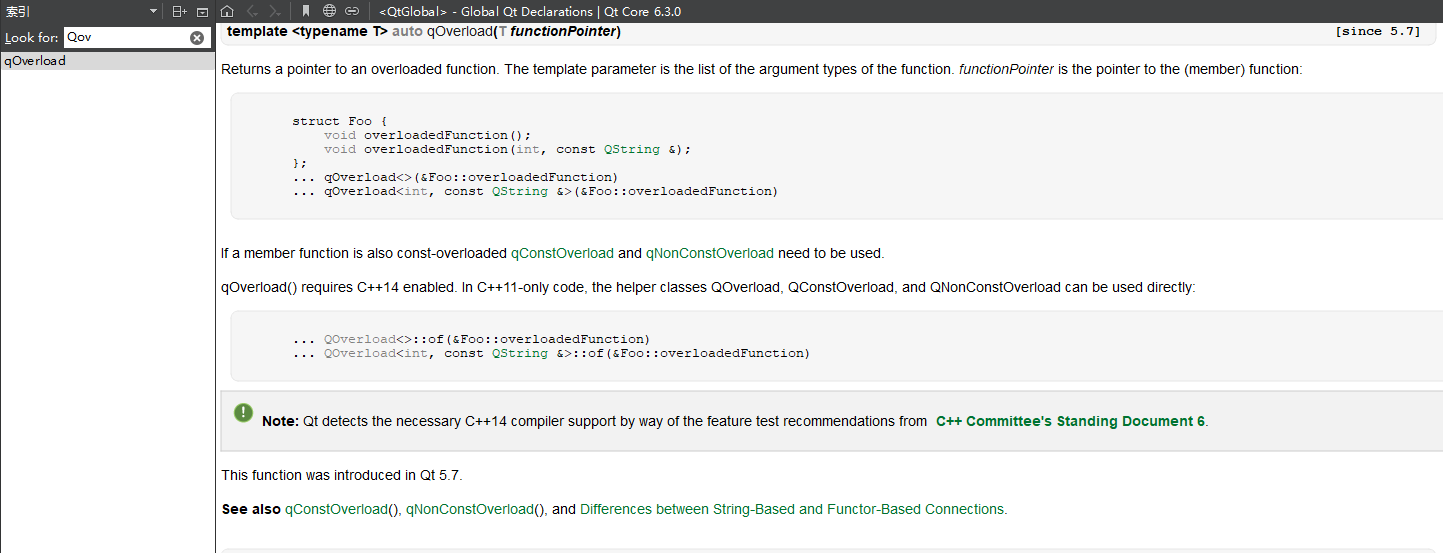 索引
<QtGlobal> - Global Qt Declarations | Qt Core 6.3.0
Look for: Qov
qOverload
template <typename T> auto qOverload(T functionPointer) [since 5.7]
Returns a pointer to an overloaded function. The template parameter is the list of the argument types of the function. functionPointer is the pointer to the (member) function:
struct Foo {
void overloadedFunction();
void overloadedFunction(int, const QString &);
};
... qOverload<>(&Foo::overloadedFunction)
... qOverload<int, const QString &>(&Foo::overloadedFunction)
If a member function is also const-overloaded qConstOverload and qNonConstOverload need to be used.
qOverload() requires C++14 enabled. In C++11-only code, the helper classes QOverload, QConstOverload, and QNonConstOverload can be used directly:
... QOverload<>::of(&Foo::overloadedFunction)
... QOverload<int, const QString &>::of(&Foo::overloadedFunction)
Note: Qt detects the necessary C++14 compiler support by way of the feature test recommendations from C++ Committee's Standing Document 6.
This function was introduced in Qt 5.7.
See also qConstOverload(), qNonConstOverload(), and Differences between String-Based and Functor-Based Connections.